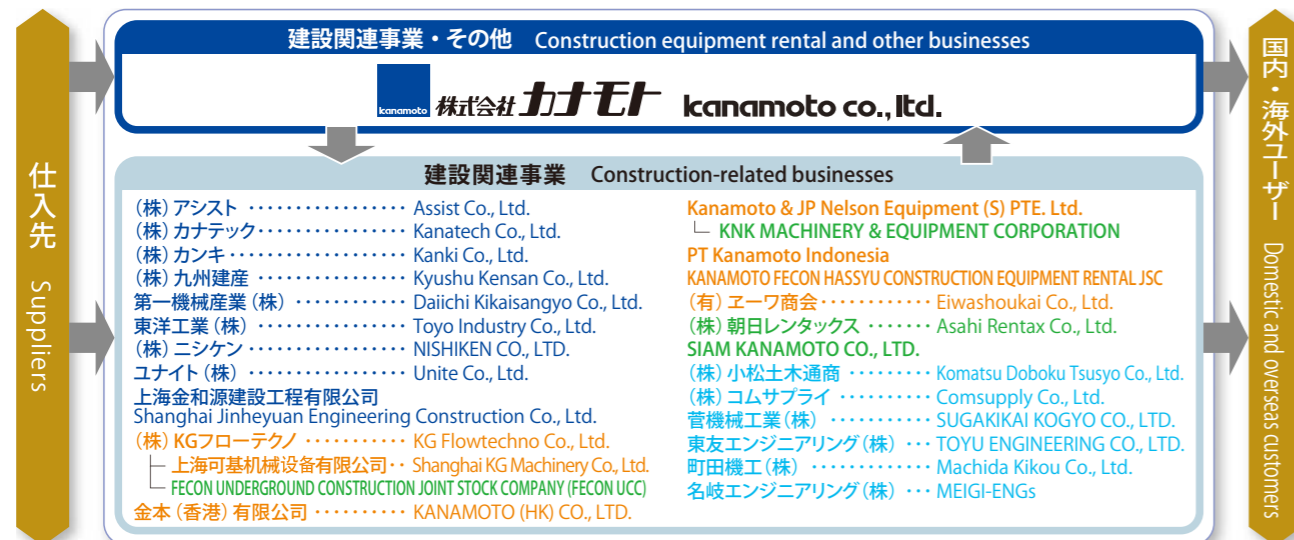 仕入先 Suppliers
建設関連事業・その他 Construction equipment rental and other businesses
kanamoto 株式会社 カナモト kanamoto co., ltd.
建設関連事業 Construction-related businesses
(株)アシスト ················· Assist Co., Ltd.
(株)カナテック ··············· Kanatech Co., Ltd.
(株)カンキ ··················· Kanki Co., Ltd.
(株)九州建産 ················· Kyushu Kensan Co., Ltd.
第一機械産業(株) ············· Daiichi Kikaisangyo Co., Ltd.
東洋工業(株) ················· Toyo Industry Co., Ltd.
(株)ニシケン ················· NISHIKEN CO., LTD.
ユナイト(株) ················· Unite Co., Ltd.
上海金和源建設工程有限公司
Shanghai Jinheyuan Engineering Construction Co., Ltd.
(株)KGフローテクノ ··········· KG Flowtechno Co., Ltd.
上海可基机械设备有限公司·· Shanghai KG Machinery Co., Ltd.
FECON UNDERGROUND CONSTRUCTION JOINT STOCK COMPANY (FECON UCC)
金本(香港)有限公司 ·········· KANAMOTO (HK) CO., LTD.
Kanamoto & JP Nelson Equipment (S) PTE. Ltd.
KNK MACHINERY & EQUIPMENT CORPORATION
PT Kanamoto Indonesia
KANAMOTO FECON HASSYU CONSTRUCTION EQUIPMENT RENTAL JSC
(有)ヱーワ商会 ············ Eiwashoukai Co., Ltd.
(株)朝日レンタックス ······· Asahi Rentax Co., Ltd.
SIAM KANAMOTO CO., LTD.
(株)小松土木通商 ········· Komatsu Doboku Tsusyo Co., Ltd.
(株)コムサプライ ·········· Comsupply Co., Ltd.
菅機械工業(株) ············ SUGAKIKAI KOGYO CO., LTD.
東友エンジニアリング(株) ··· TOYU ENGINEERING CO., LTD.
町田機工(株) ············· Machida Kikou Co., Ltd.
名岐エンジニアリング(株) ··· MEIGI-ENGs
国内・海外ユーザー Domestic and overseas customers